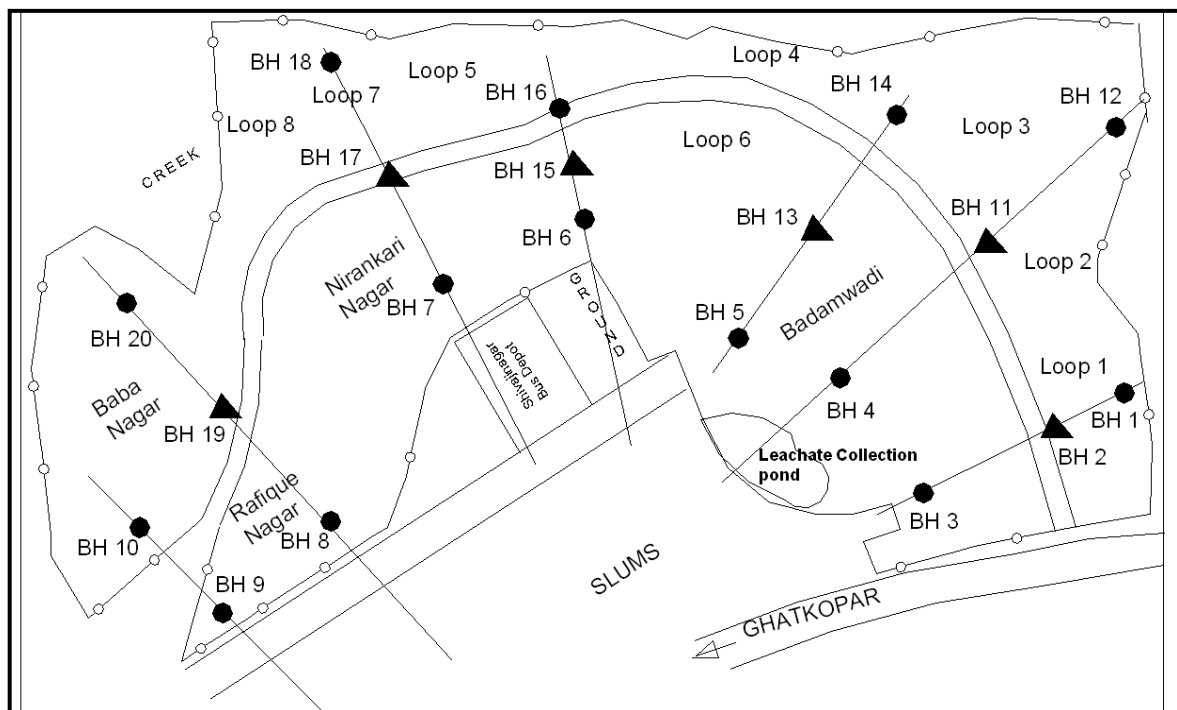 BH 18
Loop 5
Loop 4
Loop 7
BH 16
BH 14
BH 12
Loop 8
Loop 3
Loop 6
BH 17
BH 15
CREEK
BH 13
BH 11
BH 6
Loop 2
Nirankari
Nagar
GROUND
BH 7
Badamwadi
BH 20
BH 5
Shivajinagar
Bus Depot
Loop 1
Baba
Nagar
BH 4
BH 1
BH 19
BH 2
Leachate Collection
pond
Rafique
Nagar
BH 3
BH 10
BH 8
SLUMS
BH 9
GHATKOPAR